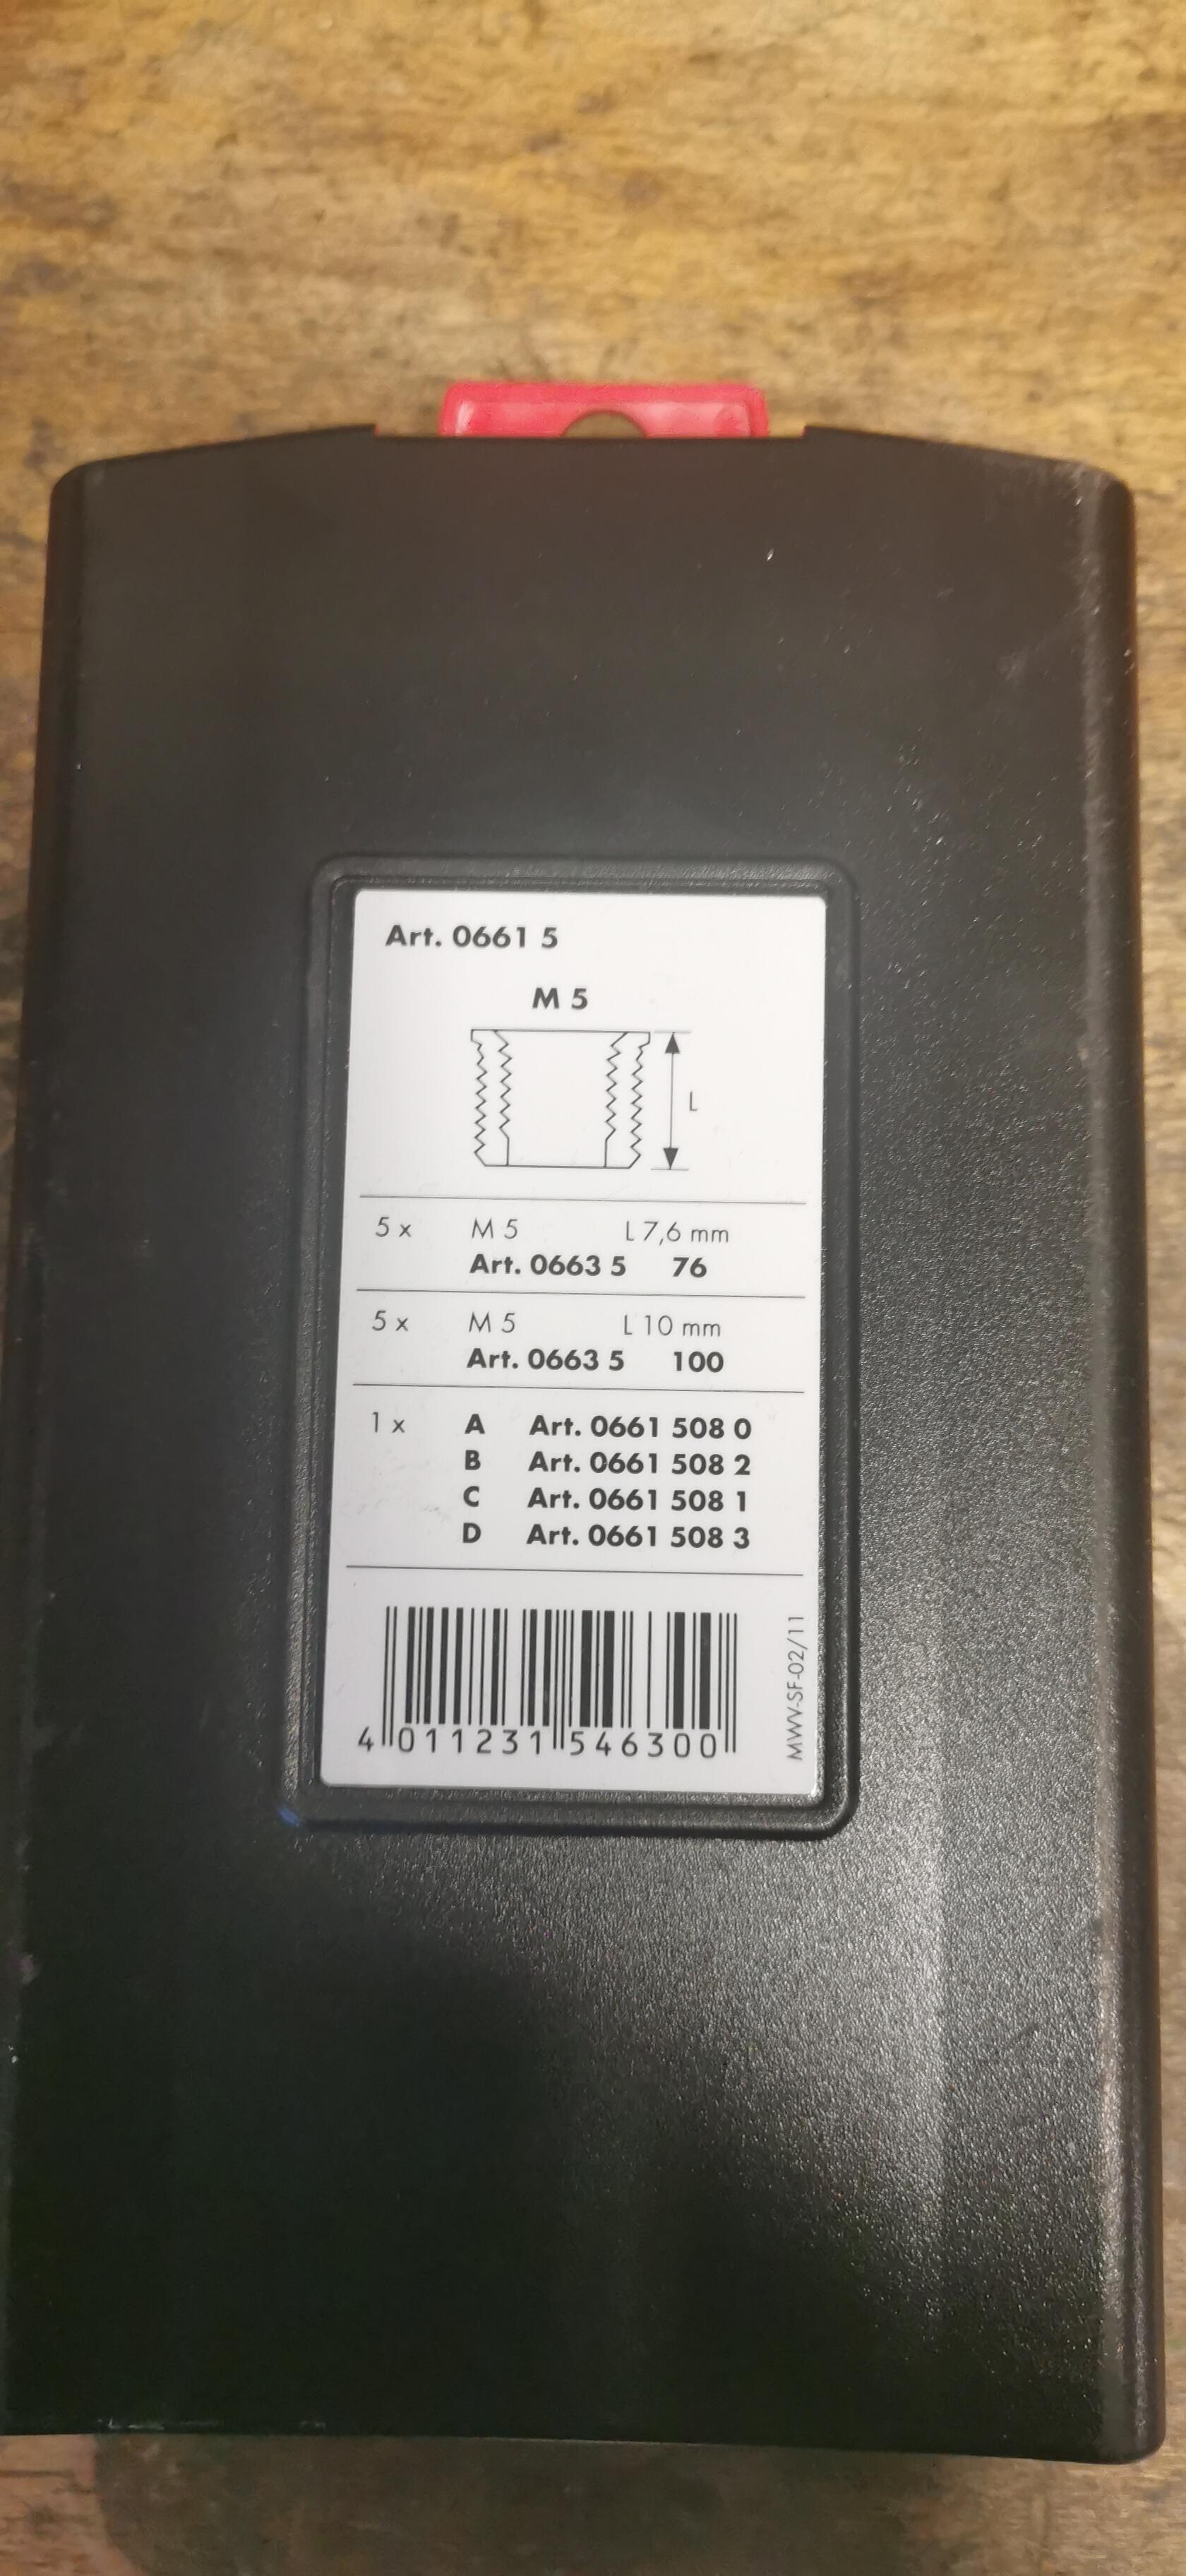 Art. 0661 5
M 5
L
5 x M 5 L 7,6 mm
Art. 0663 5 76
5 x M 5 L 10 mm
Art. 0663 5 100
1 x A Art. 0661 508 0
B Art. 0661 508 2
C Art. 0661 508 1
D Art. 0661 508 3
4 011231 546300
MWV-SF-02/11